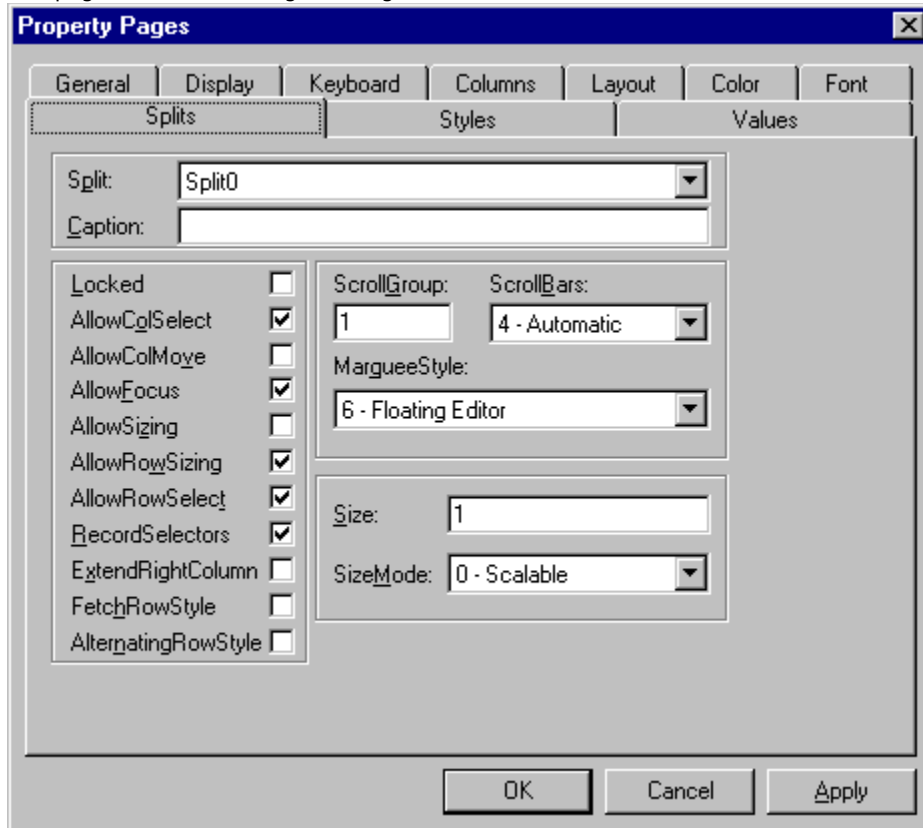 Property Pages
General Display Keyboard Columns Layout Color Font
Splits Styles Values
Split: Split0
Caption:
Locked
AllowColSelect
AllowColMove
AllowFocus
AllowSizing
AllowRowSizing
AllowRowSelect
RecordSelectors
ExtendRightColumn
FetchRowStyle
AlternatingRowStyle
ScrollGroup: ScrollBars:
1 4 - Automatic
MargueeStyle:
6 - Floating Editor
Size: 1
SizeMode: 0 - Scalable
OK Cancel Apply